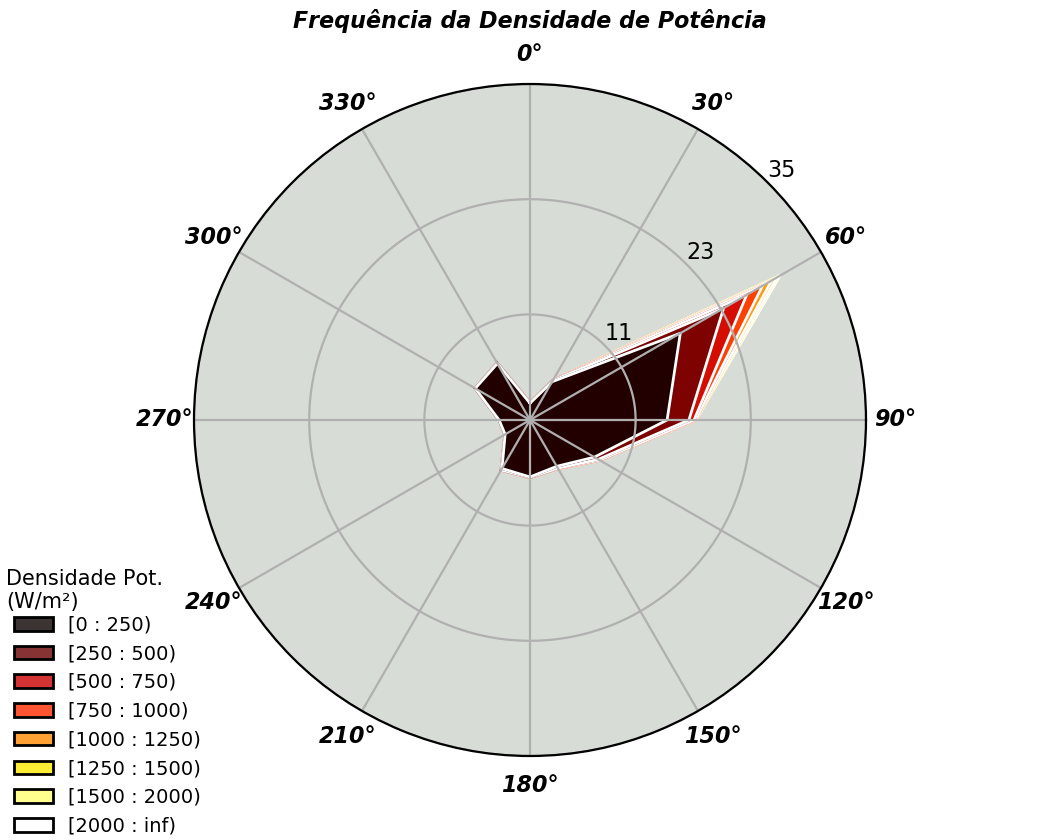 Frequência da Densidade de Potência
0°
330°
30°
35
300°
60°
23
11
270°
90°
240°
120°
210°
150°
180°
Densidade Pot.
(W/m²)
[0 : 250)
[250 : 500)
[500 : 750)
[750 : 1000)
[1000 : 1250)
[1250 : 1500)
[1500 : 2000)
[2000 : inf)